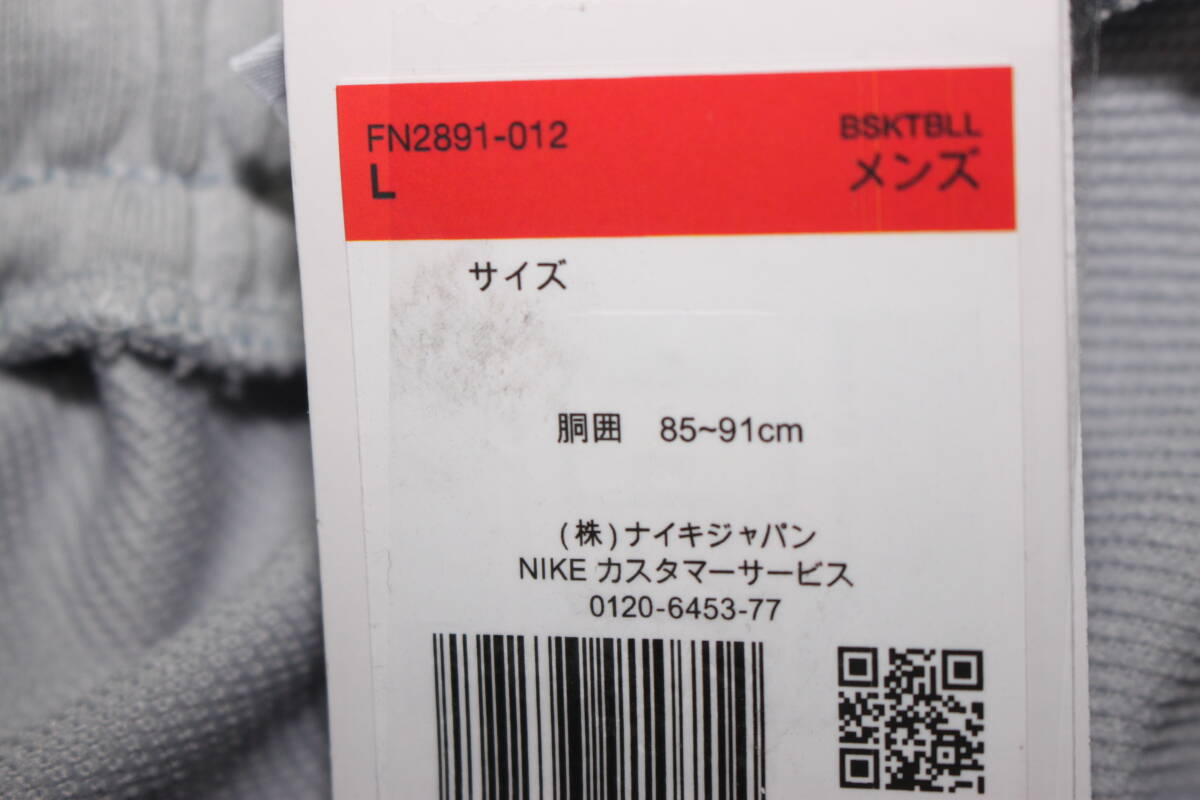 FN2891-012
L
BSKTBLL
メンズ
サイズ
胴囲　85~91cm
(株)ナイキジャパン
NIKE カスタマーサービス
0120-6453-77